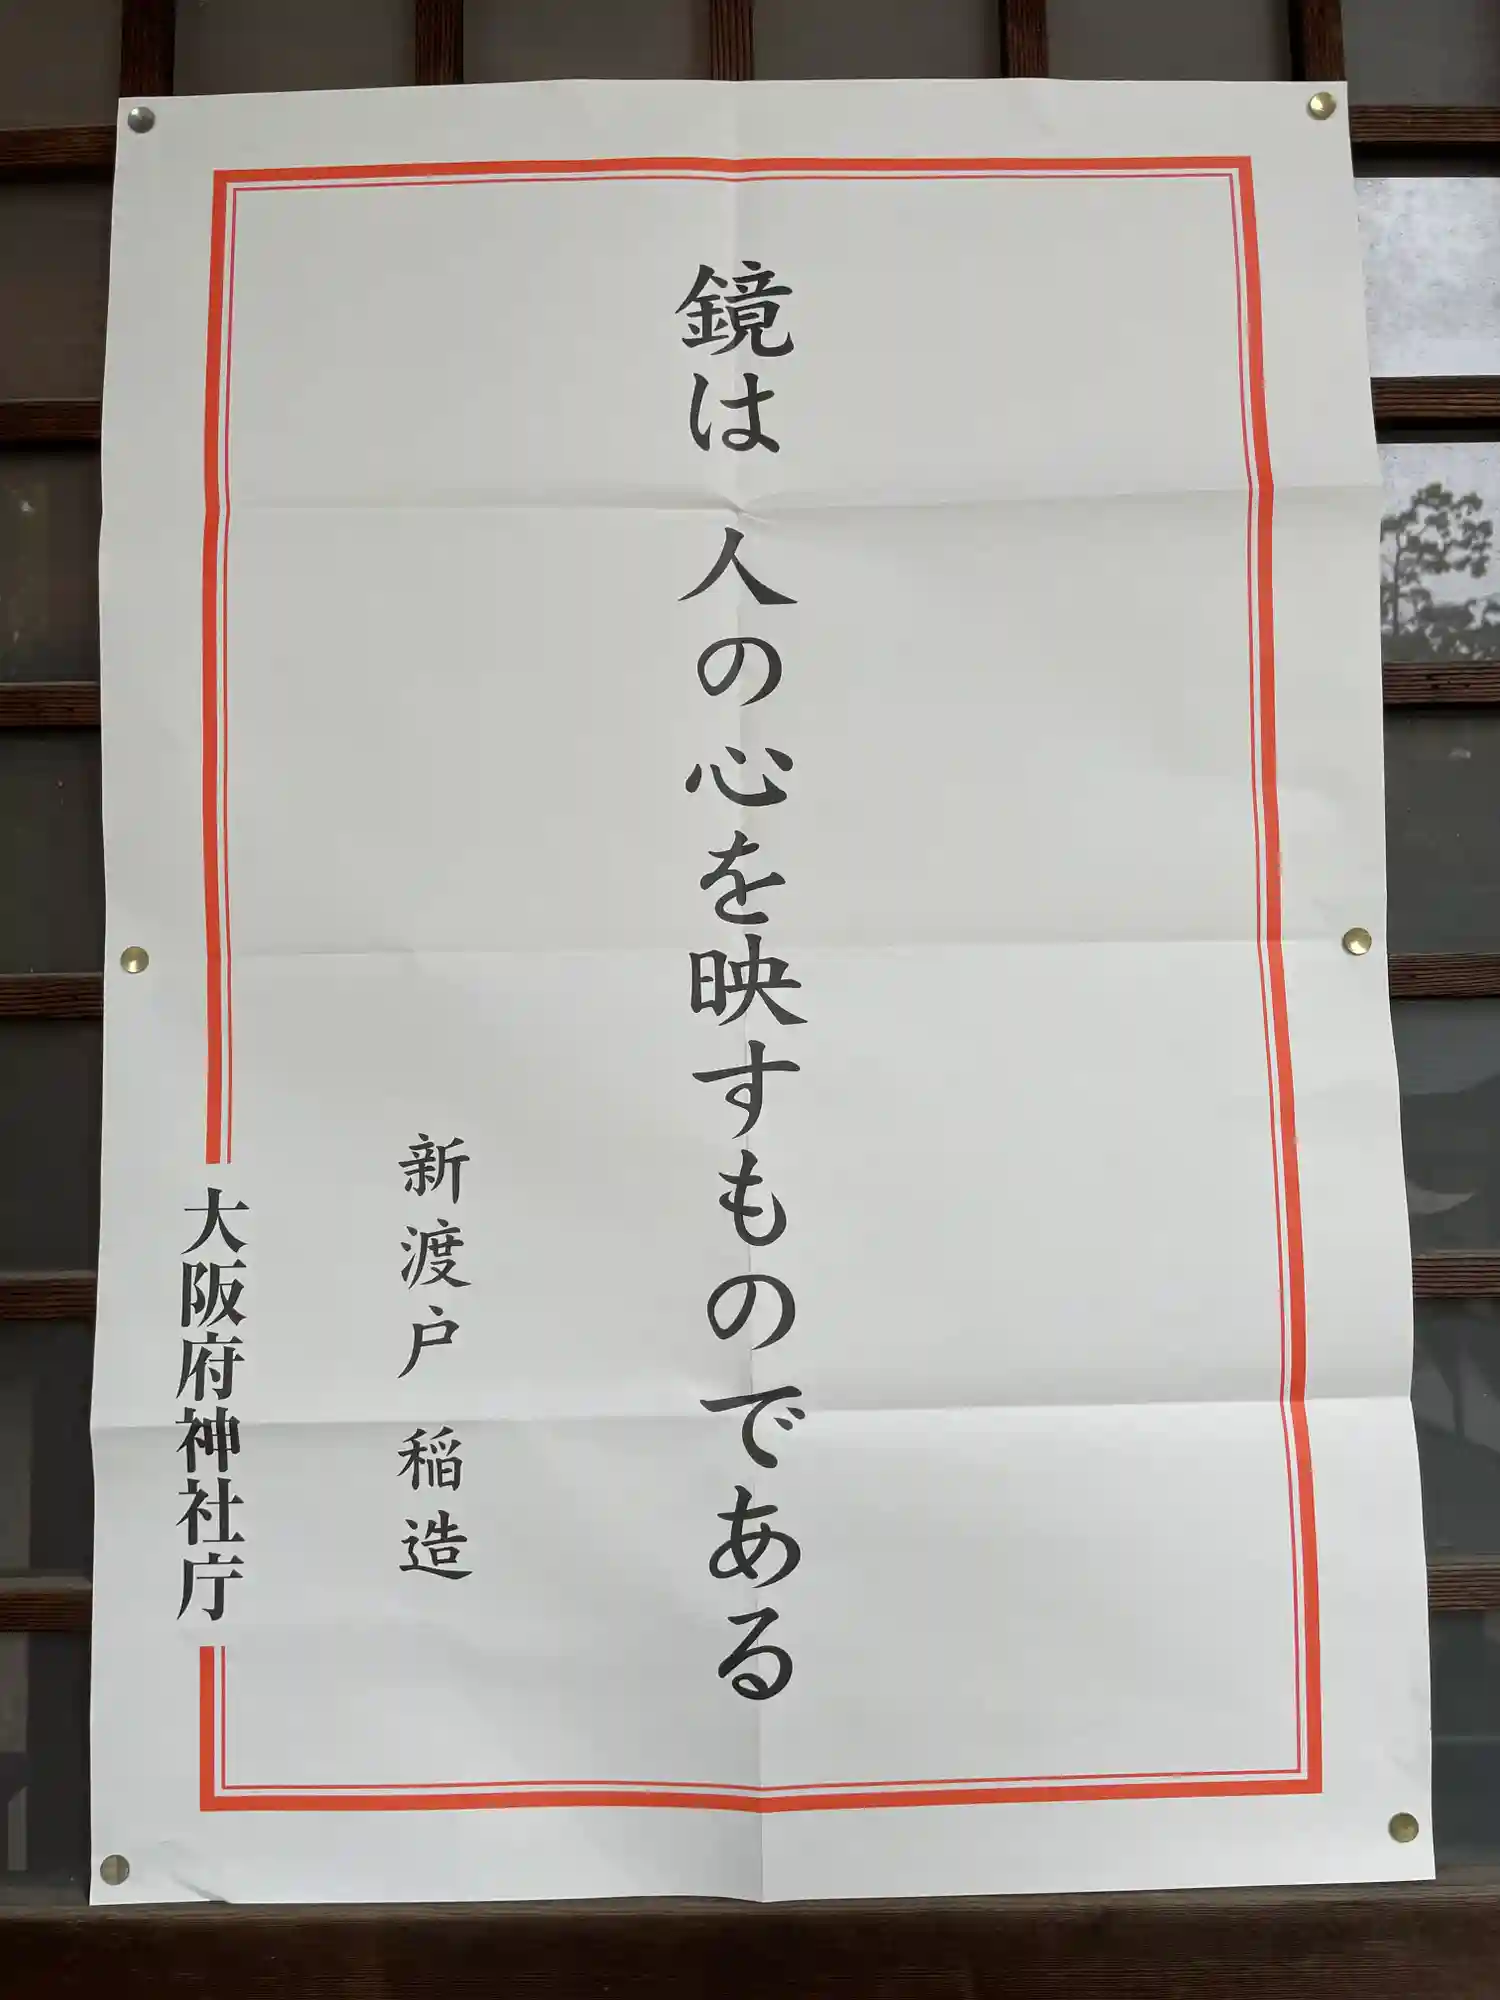 鏡は 人の心を映すものである
新渡戸 稲造
大阪府神社庁